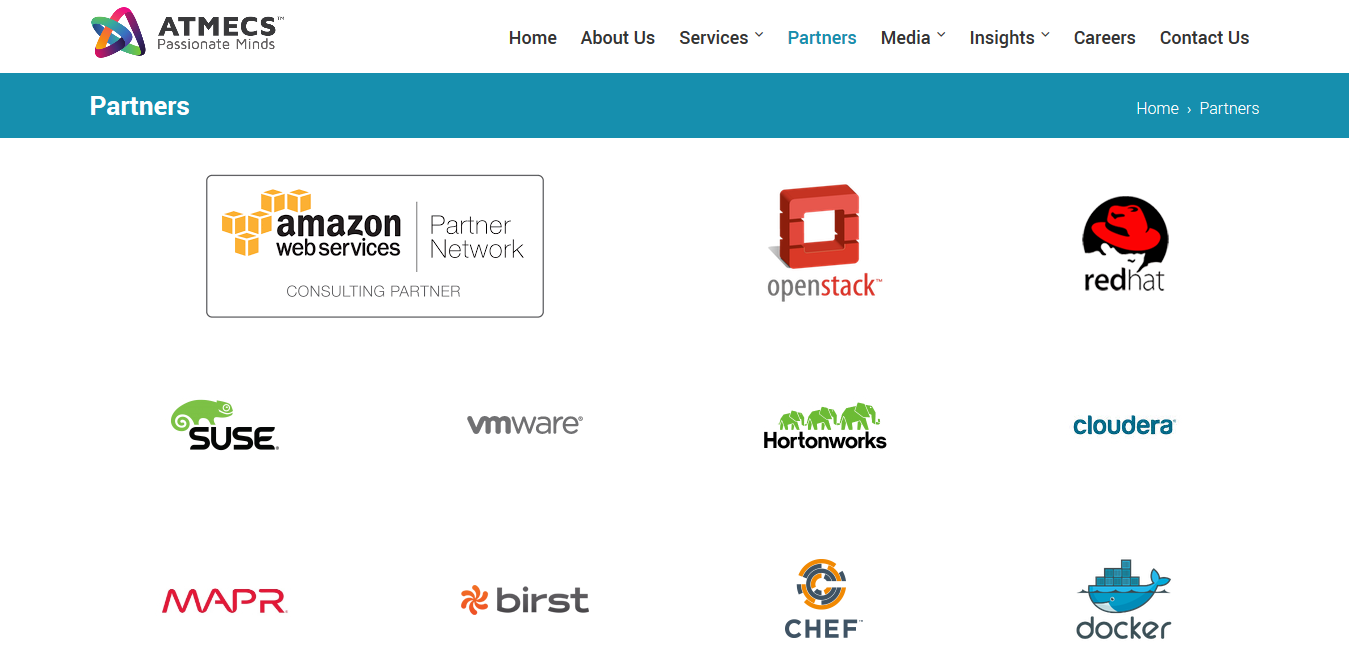 ATMECS™
Passionate Minds
Home About Us Services Partners Media Insights Careers Contact Us
Partners
Home › Partners
amazon
web services
Partner
Network
CONSULTING PARTNER
openstack™
redhat
SUSE
vmware®
Hortonworks
cloudera
MAPR
birst
CHEF™
docker